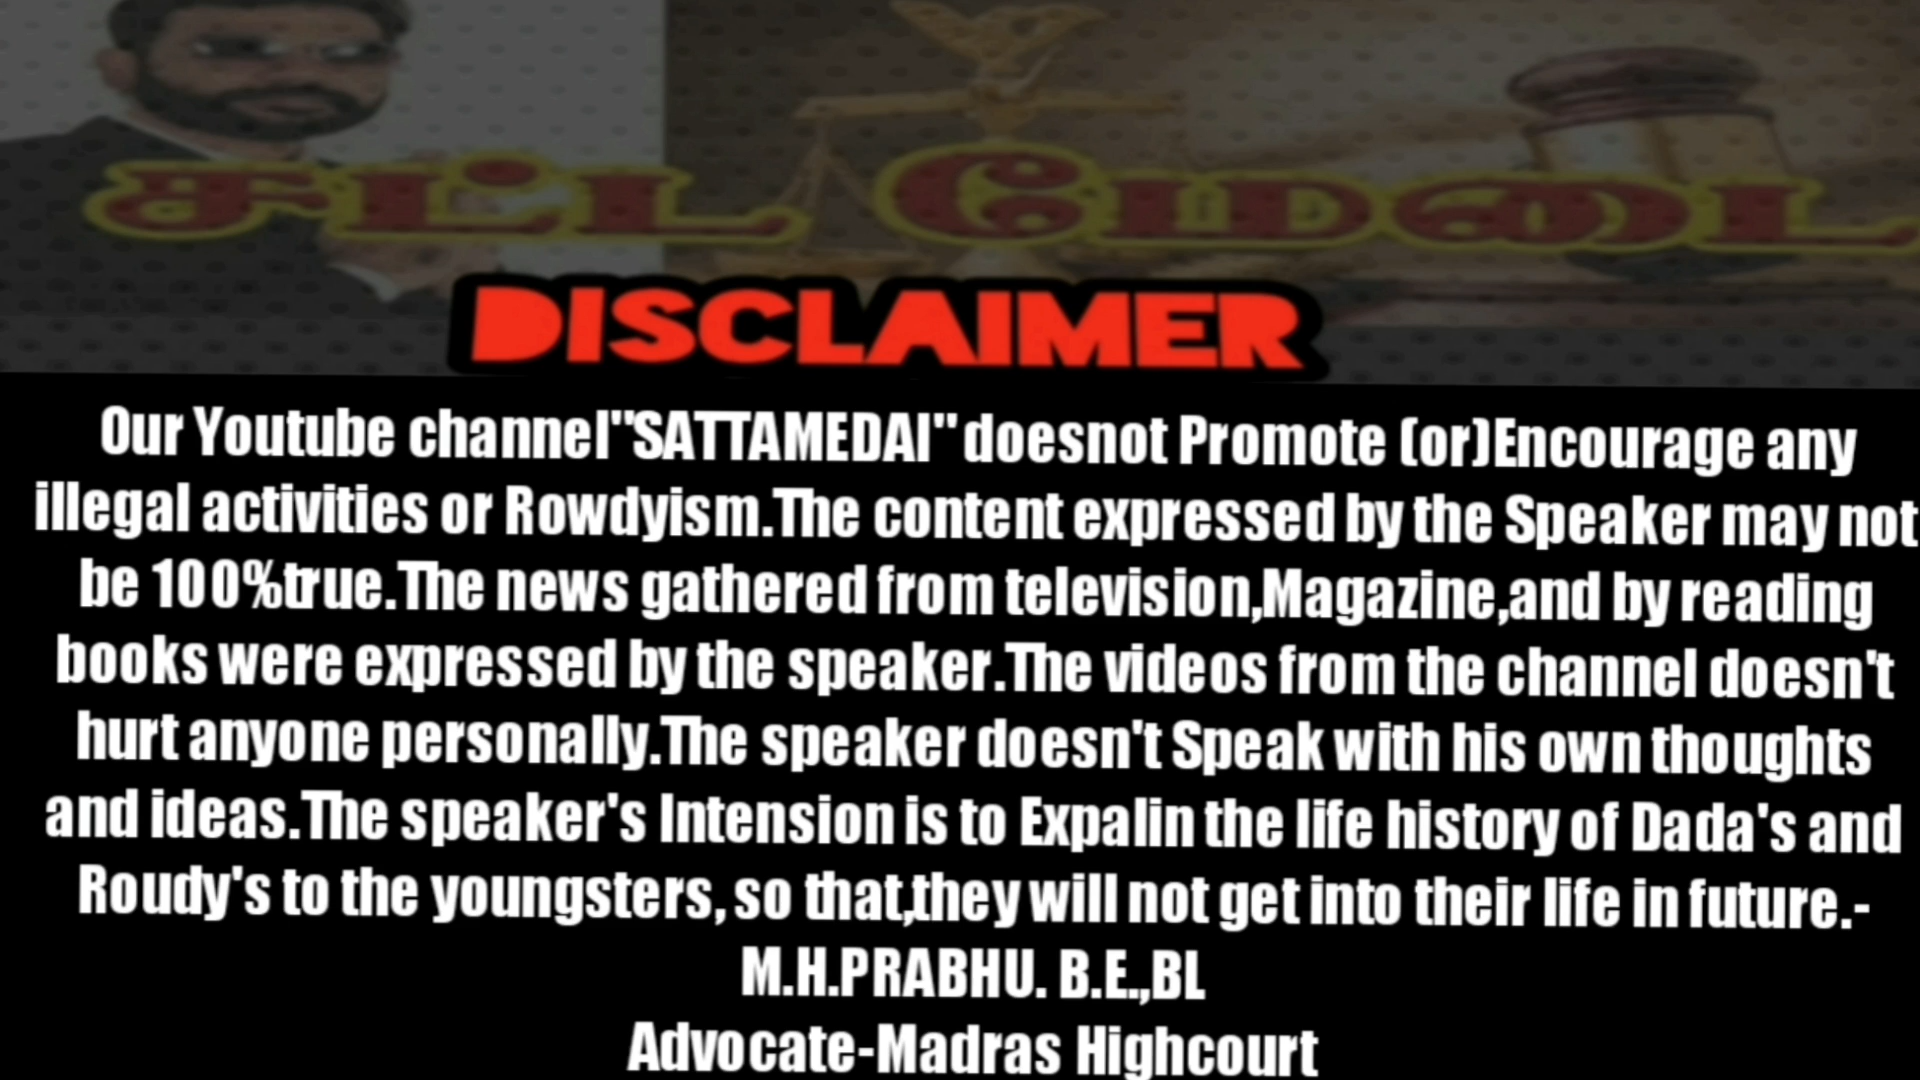 சட்ட மேடை
DISCLAIMER
Our Youtube channel"SATTAMEDAI"doesnot Promote (or)Encourage any
illegal activities or Rowdyism.The content expressed by the Speaker may not
be 100%true.The news gathered from television,Magazine,and by reading
books were expressed by the speaker.The videos from the channel doesn't
hurt anyone personally.The speaker doesn't Speak with his own thoughts
and ideas.The speaker's Intension is to Expalin the life history of Dada's and
Roudy's to the youngsters, so that,they will not get into their life in future.-
M.H.PRABHU. B.E.,BL
Advocate-Madras Highcourt